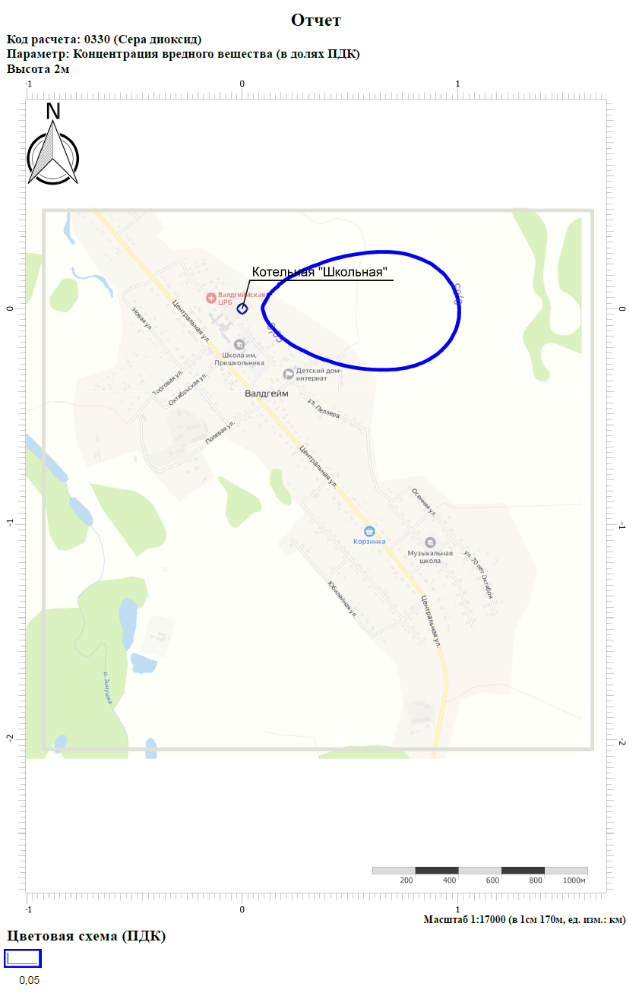 Отчет
Код расчета: 0330 (Сера диоксид)
Параметр: Концентрация вредного вещества (в долях ПДК)
Высота 2м
-1
0
1
N
Котельная "Школьная"
0,05
Валдгеймская
ЦРБ
0
0
Центральная ул.
Новая ул.
0,05
Школа им.
Пришкольника
Детский дом-
интернат
Торговая ул.
Октябрьская ул.
Валдгейм
ул. Пеллера
Полевая ул.
Центральная ул.
Осенняя ул.
-1
-1
Корзинка
Музыкальная
школа
ул. 70 лет Октября
Юбилейная ул.
Центральная ул.
р. Зимушка
-2
-2
200
400
600
800
1000м
-1
0
1
Масштаб 1:17000 (в 1см 170м, ед. изм.: км)
Цветовая схема (ПДК)
0,05